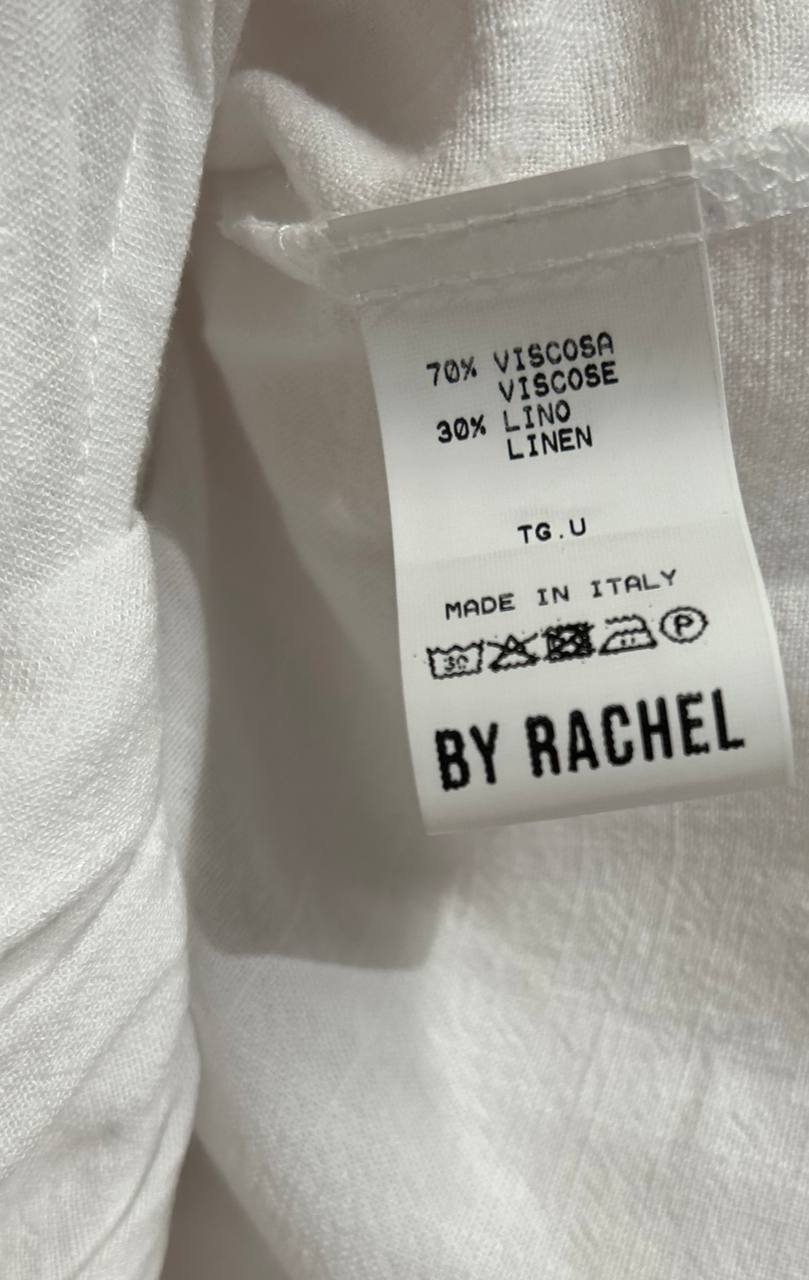 70% VISCOSA
VISCOSE
30% LINO
LINEN
TG.U
MADE IN ITALY
30 P
BY RACHEL